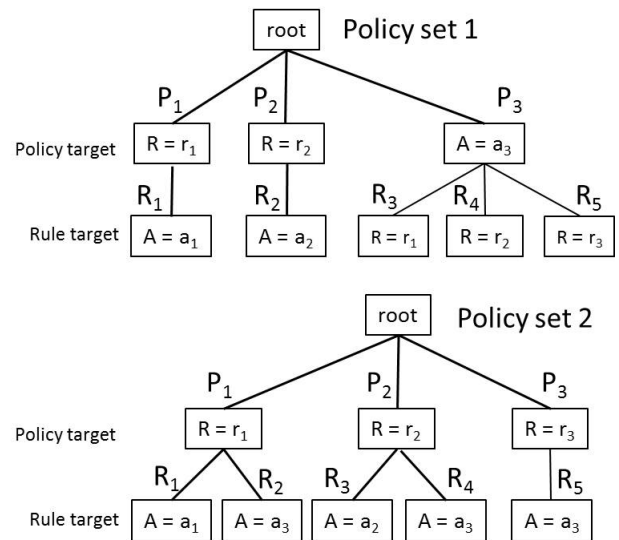 root Policy set 1
P₁ P₂ P₃
Policy target R = r₁ R = r₂ A = a₃
R₁ R₂ R₃ R₄ R₅
Rule target A = a₁ A = a₂ R = r₁ R = r₂ R = r₃
root Policy set 2
P₁ P₂ P₃
Policy target R = r₁ R = r₂ R = r₃
R₁ R₂ R₃ R₄ R₅
Rule target A = a₁ A = a₃ A = a₂ A = a₃ A = a₃